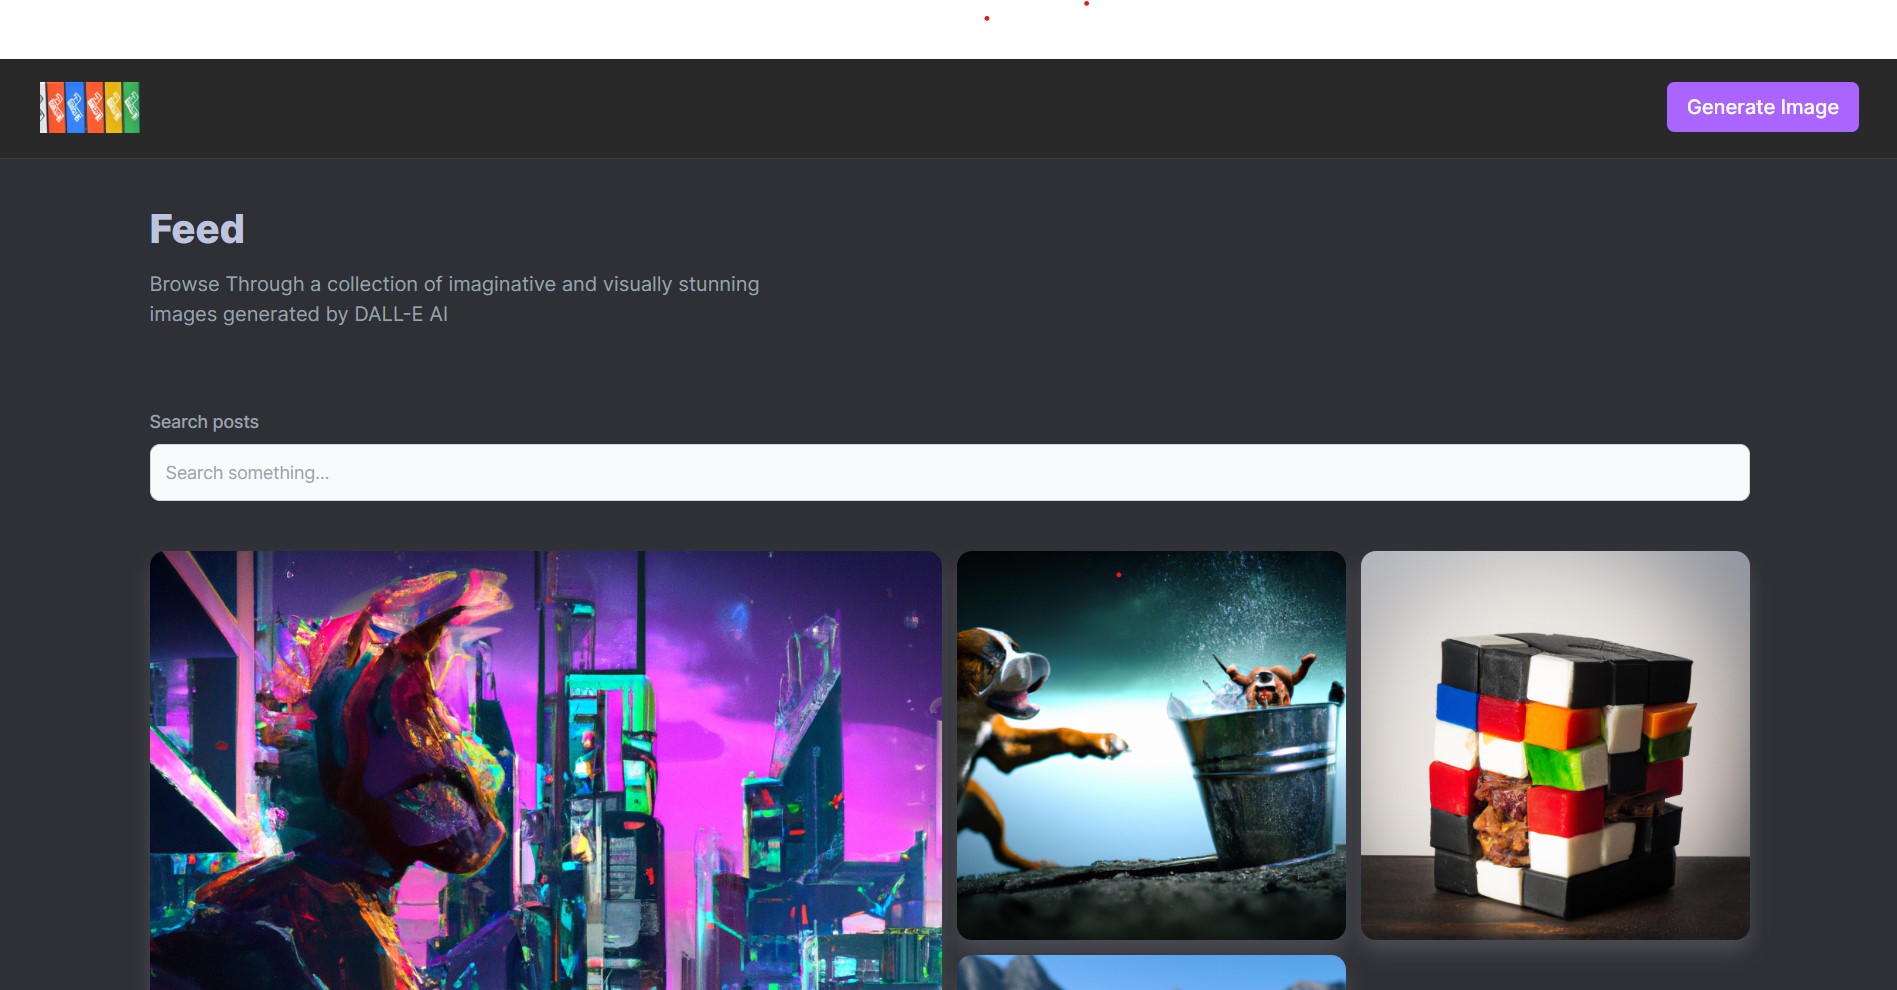 Generate Image
Feed
Browse Through a collection of imaginative and visually stunning
images generated by DALL-E AI
Search posts
Search something...